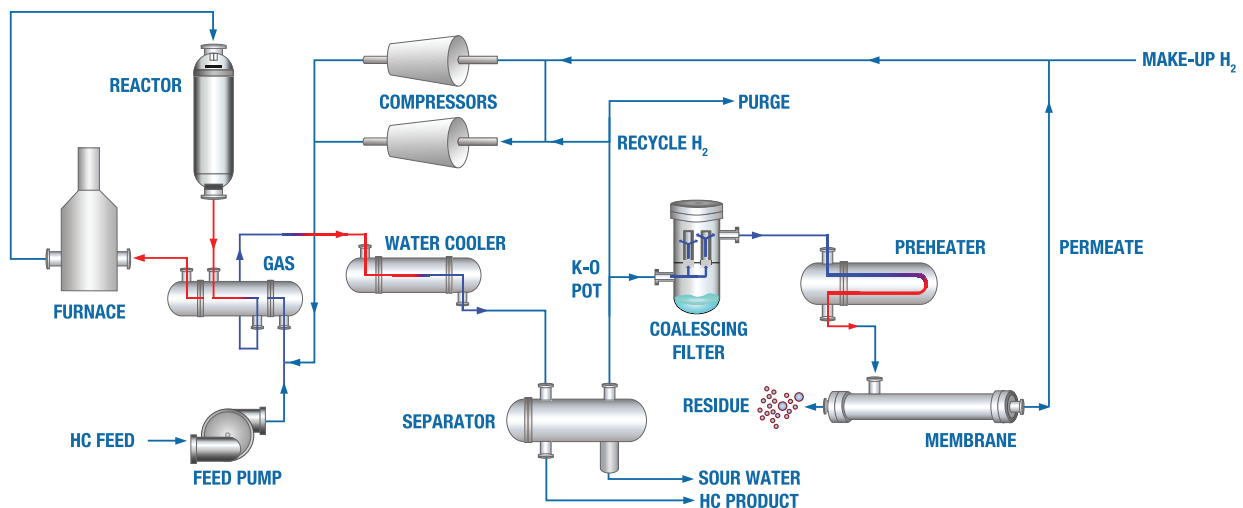 MAKE-UP H₂
REACTOR
COMPRESSORS
PURGE
RECYCLE H₂
WATER COOLER
PREHEATER
PERMEATE
GAS
K-O
POT
FURNACE
COALESCING
FILTER
SEPARATOR
RESIDUE
HC FEED
MEMBRANE
FEED PUMP
SOUR WATER
HC PRODUCT